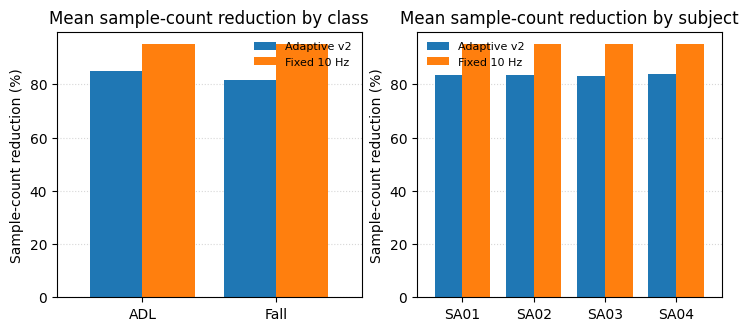 Mean sample-count reduction by class
Sample-count reduction (%)
80
60
40
20
0
Adaptive v2
Fixed 10 Hz
ADL
Fall
Mean sample-count reduction by subject
Sample-count reduction (%)
80
60
40
20
0
Adaptive v2
Fixed 10 Hz
SA01
SA02
SA03
SA04